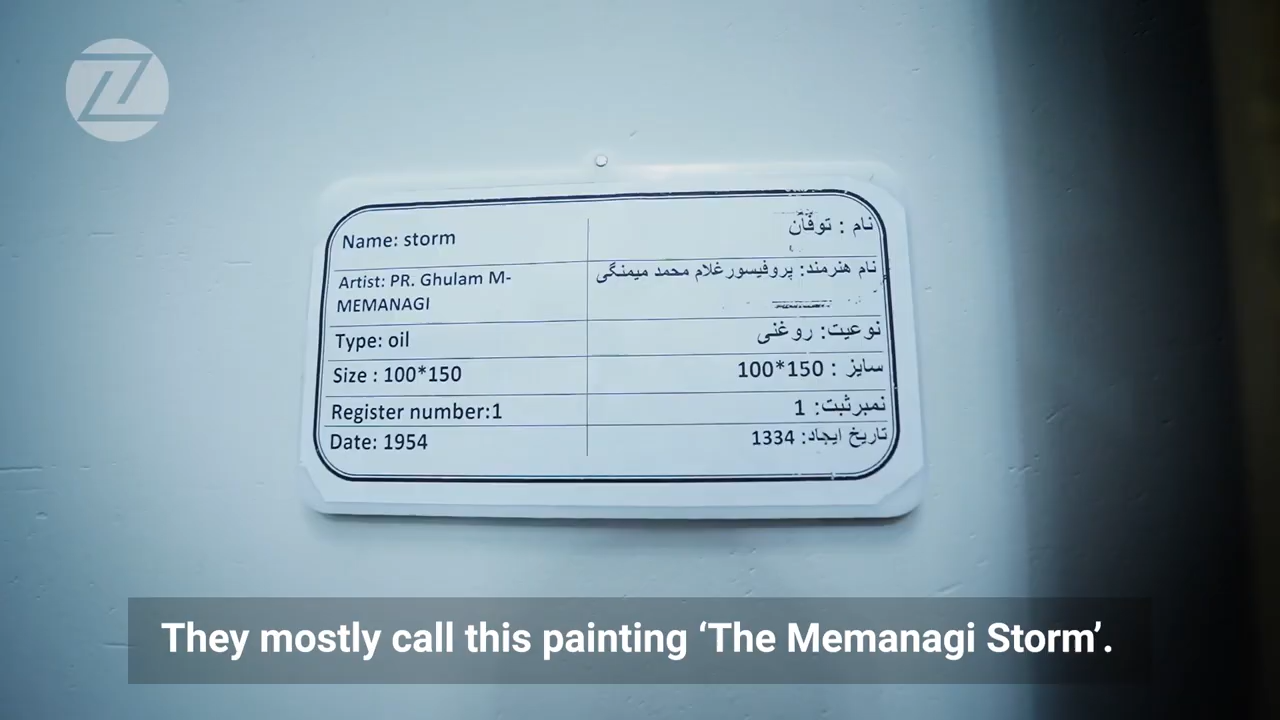 Name: storm
نام : توفان
Artist: PR. Ghulam M-
MEMANAGI
نام هنرمند: پروفیسورغلام محمد میمنگی
Type: oil
نوعیت: روغنی
Size : 100*150
سایز : 100*150
Register number:1
نمبرثبت: 1
Date: 1954
تاریخ ایجاد: 1334
They mostly call this painting ‘The Memanagi Storm’.